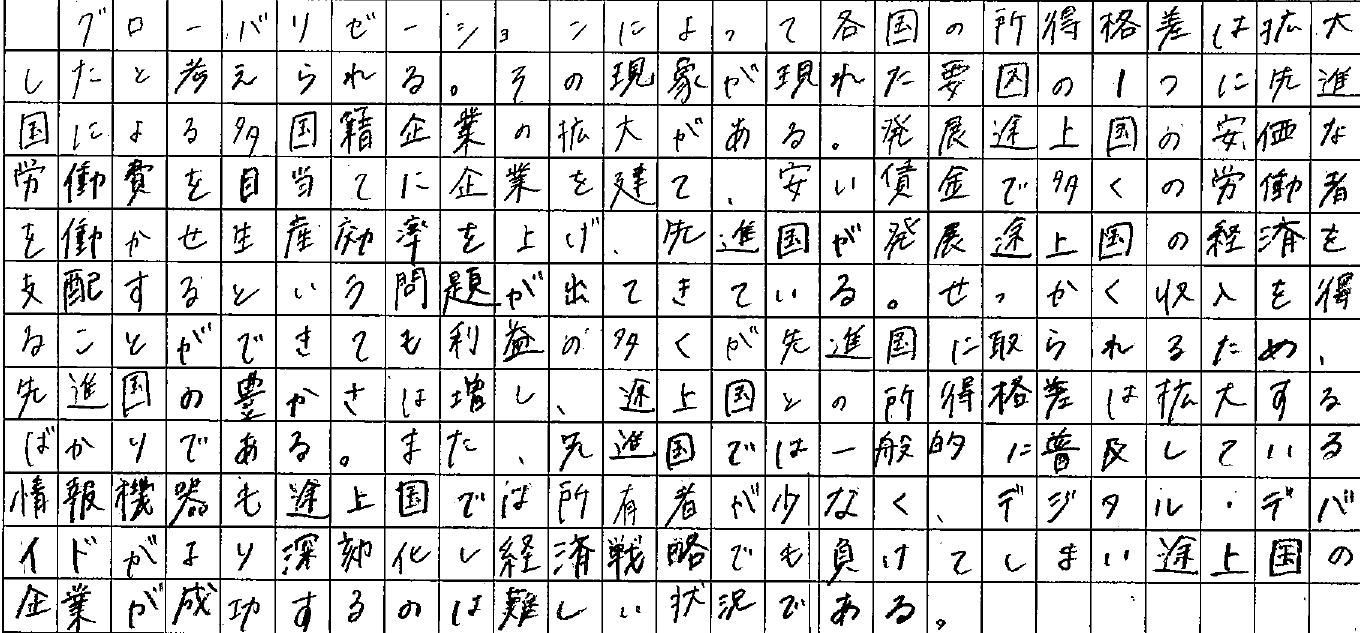 グローバリゼーションによって各国の所得格差は拡大
したと考えられる。その現象が現れた要因の1つに先進
国による多国籍企業の拡大がある。発展途上国の安価な
労働費を目当てに企業を建て、安い賃金で多くの労働者
を働かせ生産効率を上げ、先進国が発展途上国の経済を
支配するという問題が出てきている。せっかく収入を得
ることができても利益の多くが先進国に取られるため、
先進国の豊かさは増し、途上国との所得格差は拡大する
ばかりである。また、先進国では一般的に普及している
情報機器も途上国では所有者が少なく、デジタル・デバ
イドがより深刻化し経済戦略でも負けてしまい途上国の
企業が成功するのは難しい状況である。